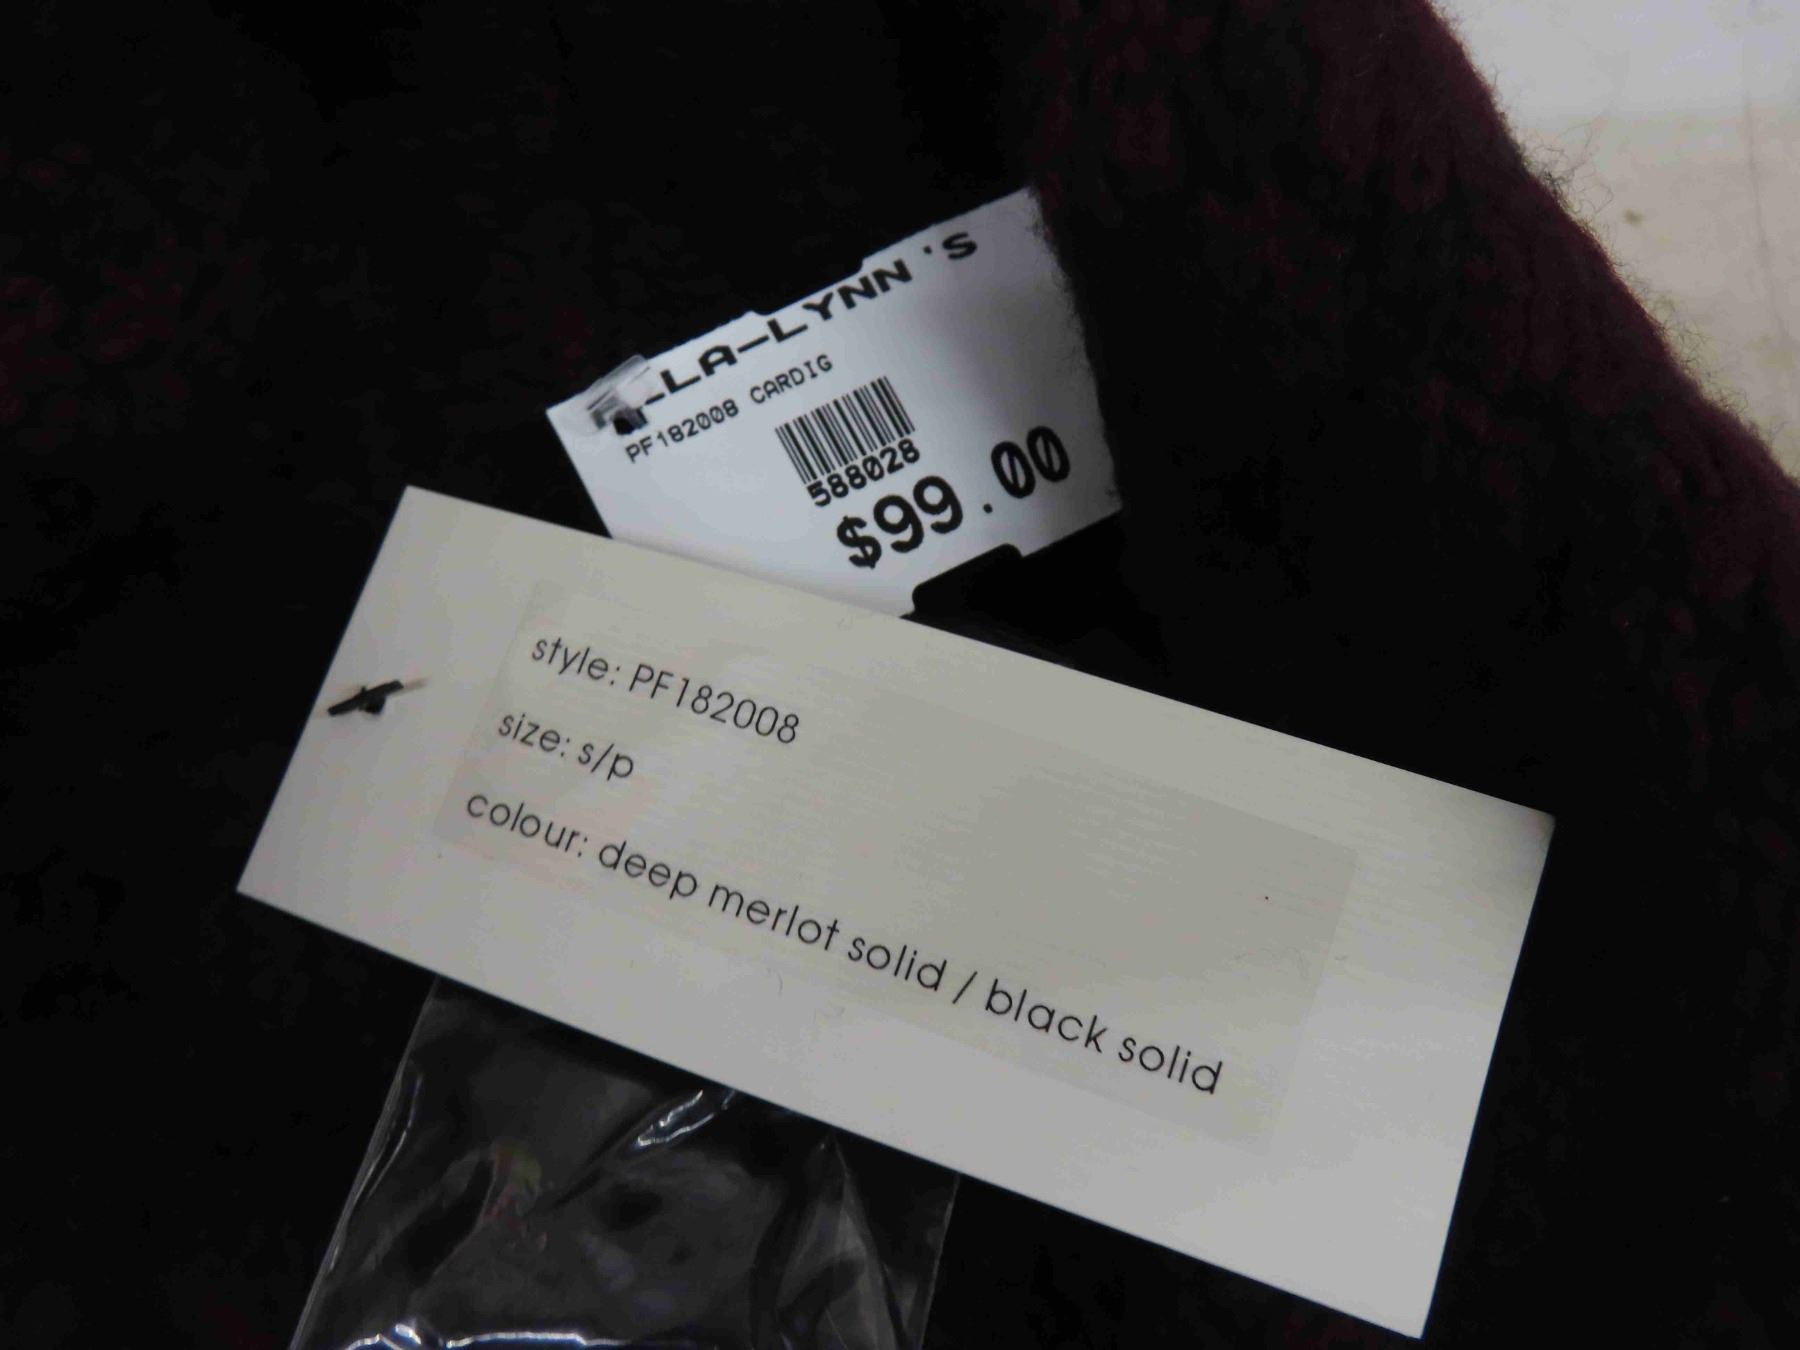 LA-LYNN'S
PF182008 CARDIG
588028
$99.00
style: PF182008
size: s/p
colour: deep merlot solid / black solid